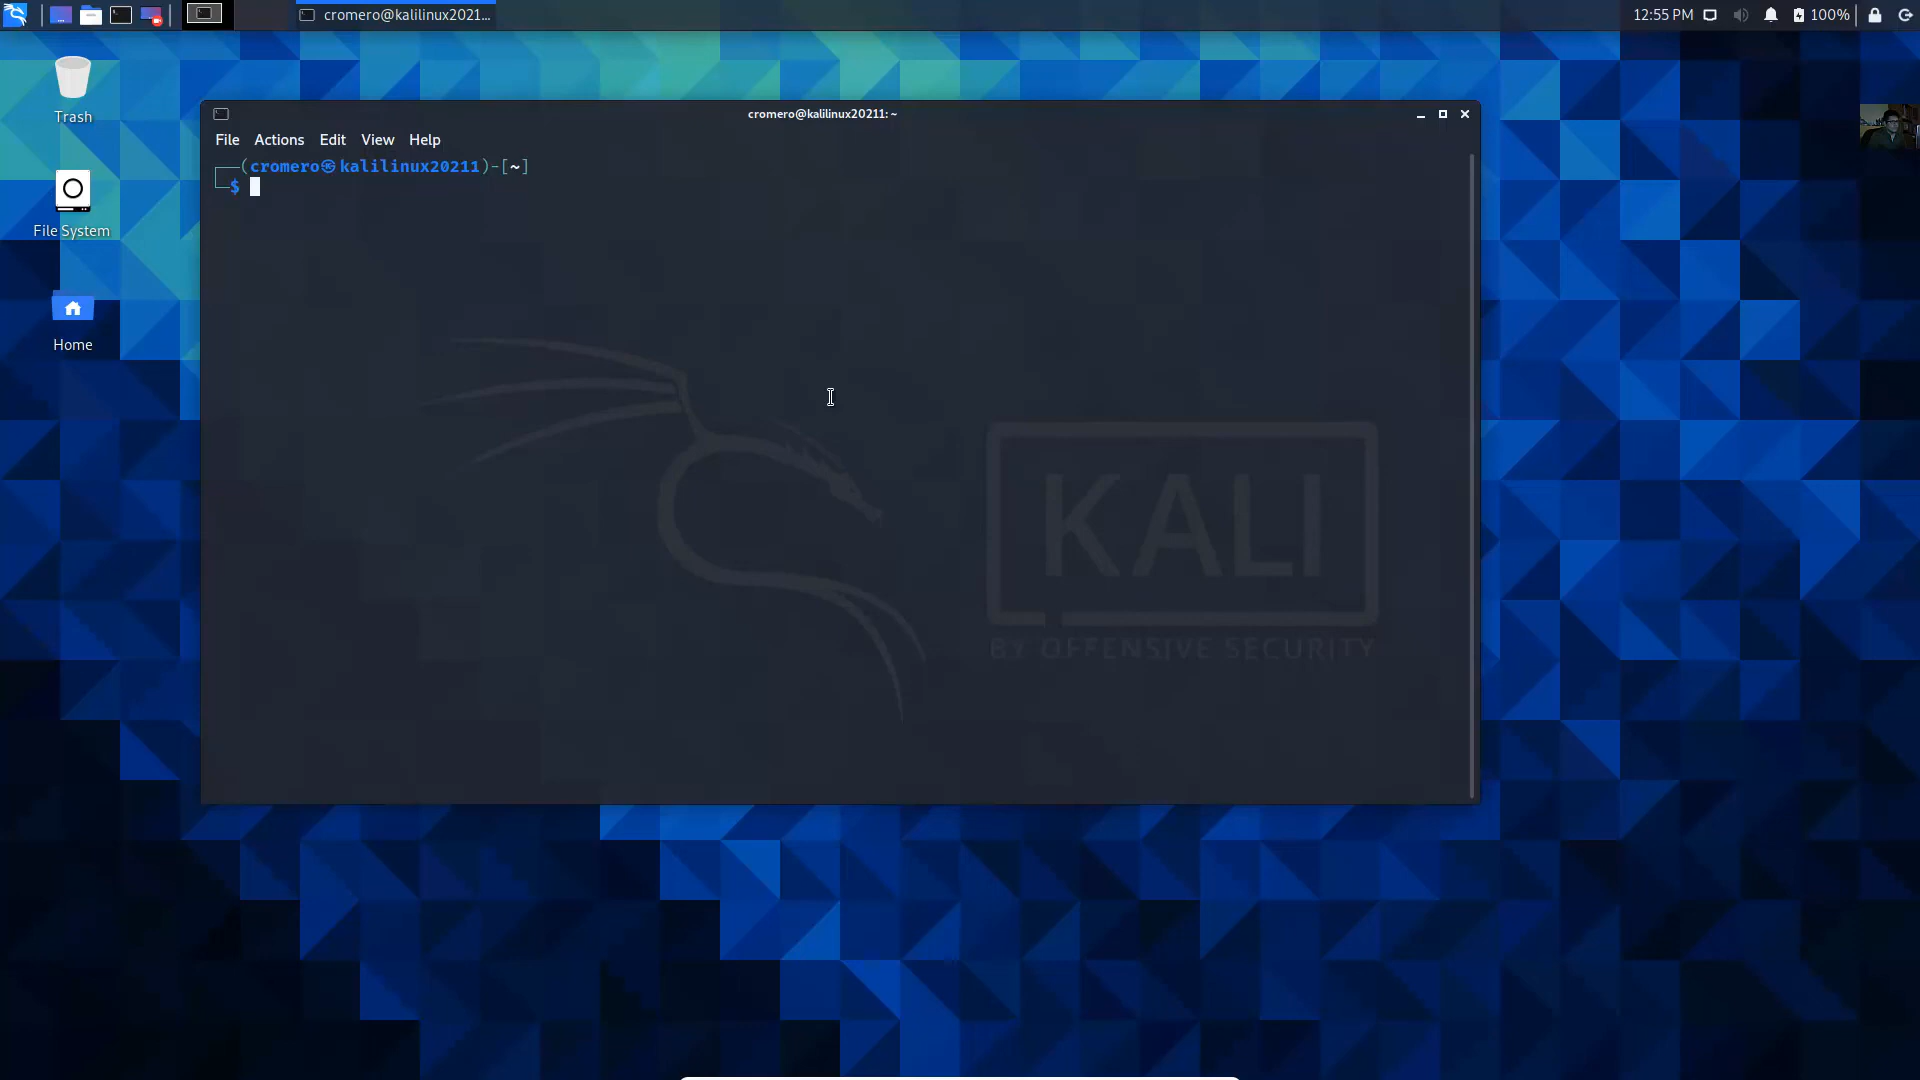 cromero@kalilinux2021...
12:55 PM
100%
Trash
File System
Home
cromero@kalilinux20211: ~
File Actions Edit View Help
┌──(cromero㉿kalilinux20211)-[~]
└─$
KALI
BY OFFENSIVE SECURITY